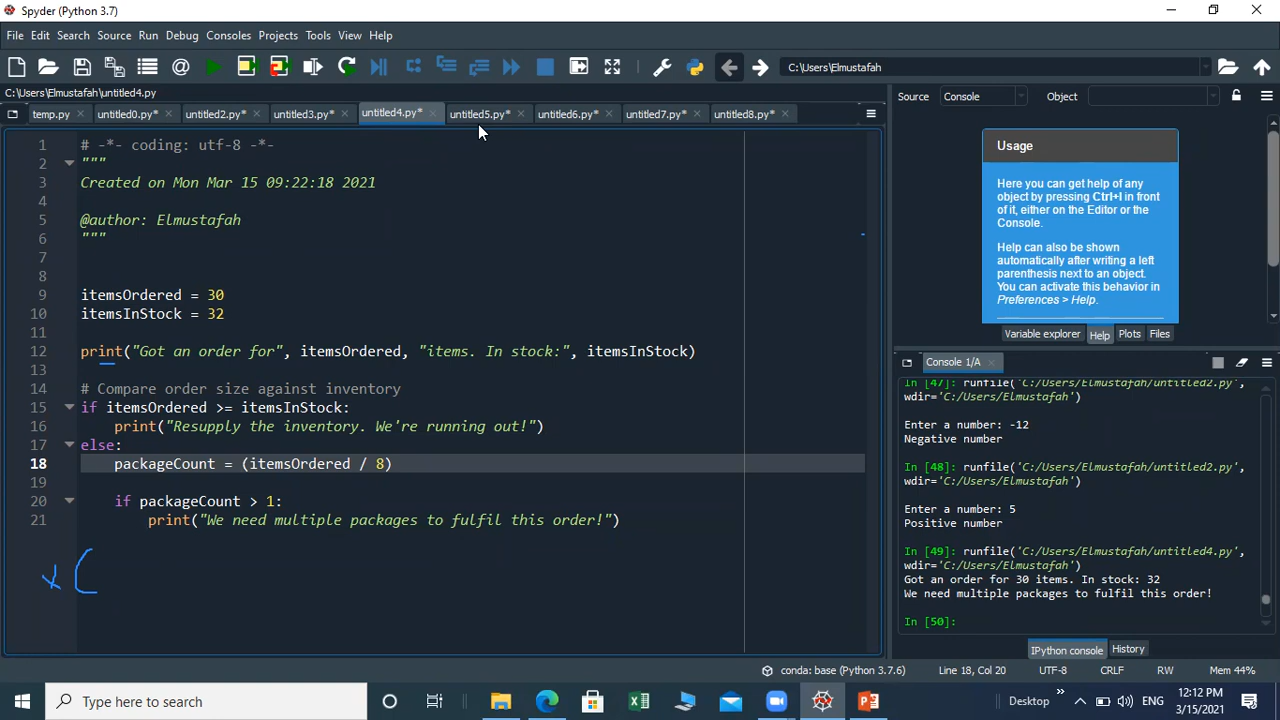 Spyder (Python 3.7)
File Edit Search Source Run Debug Consoles Projects Tools View Help
C:\Users\Elmustafah
C:\Users\Elmustafah\untitled4.py
temp.py untitled0.py* untitled2.py* untitled3.py* untitled4.py* untitled5.py* untitled6.py* untitled7.py* untitled8.py*
1 # -*- coding: utf-8 -*-
2 """
3 Created on Mon Mar 15 09:22:18 2021
4
5 @author: Elmustafah
6 """
7
8
9 itemsOrdered = 30
10 itemsInStock = 32
11
12 print("Got an order for", itemsOrdered, "items. In stock:", itemsInStock)
13
14 # Compare order size against inventory
15 if itemsOrdered >= itemsInStock:
16 print("Resupply the inventory. We're running out!")
17 else:
18 packageCount = (itemsOrdered / 8)
19
20 if packageCount > 1:
21 print("We need multiple packages to fulfil this order!")
Source Console Object
Usage
Here you can get help of any
object by pressing Ctrl+I in front
of it, either on the Editor or the
Console.
Help can also be shown
automatically after writing a left
parenthesis next to an object.
You can activate this behavior in
Preferences > Help.
Variable explorer Help Plots Files
Console 1/A
In [47]: runfile('C:/Users/Elmustafah/untitled2.py',
wdir='C:/Users/Elmustafah')
Enter a number: -12
Negative number
In [48]: runfile('C:/Users/Elmustafah/untitled2.py',
wdir='C:/Users/Elmustafah')
Enter a number: 5
Positive number
In [49]: runfile('C:/Users/Elmustafah/untitled4.py',
wdir='C:/Users/Elmustafah')
Got an order for 30 items. In stock: 32
We need multiple packages to fulfil this order!
In [50]:
IPython console History
conda: base (Python 3.7.6) Line 18, Col 20 UTF-8 CRLF RW Mem 44%
Type here to search
Desktop ENG
12:12 PM
3/15/2021